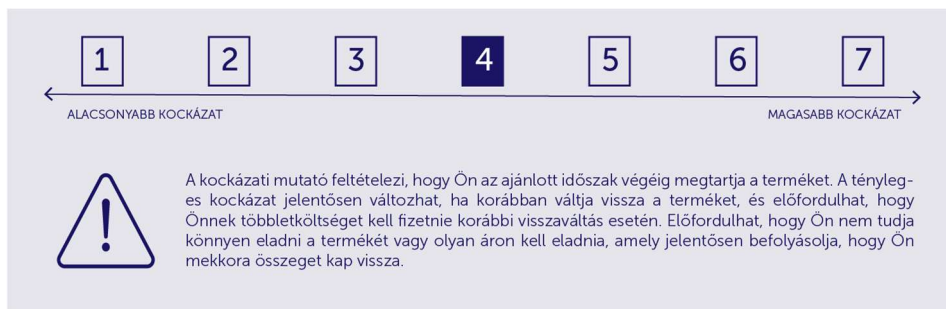 1 2 3 4 5 6 7
ALACSONYABB KOCKÁZAT MAGASABB KOCKÁZAT
!
A kockázati mutató feltételezi, hogy Ön az ajánlott időszak végéig megtartja a terméket. A tényleg-
es kockázat jelentősen változhat, ha korábban váltja vissza a terméket, és előfordulhat, hogy
Önnek többletköltséget kell fizetnie korábbi visszaváltás esetén. Előfordulhat, hogy Ön nem tudja
könnyen eladni a termékét vagy olyan áron kell eladnia, amely jelentősen befolyásolja, hogy Ön
mekkora összeget kap vissza.